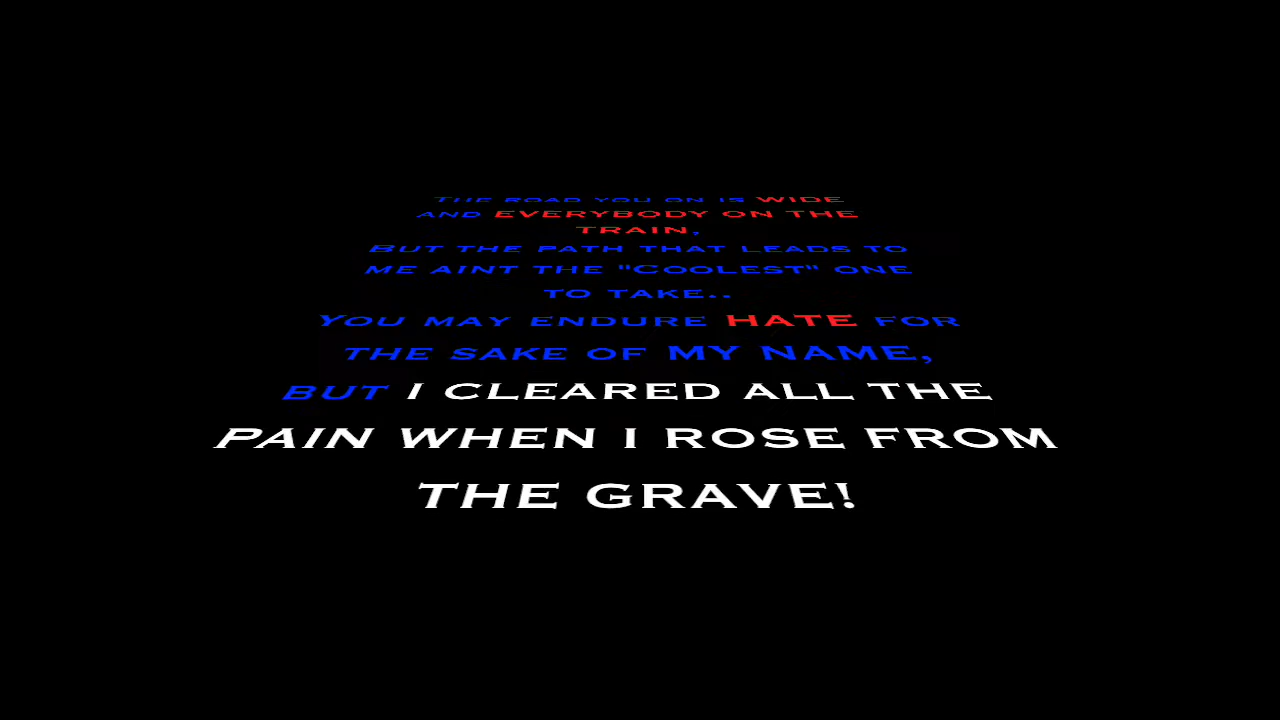 The road you on is wide
and everybody on the
train,
But the path that leads to
me aint the "Coolest" one
to take..
You may endure HATE for
the sake of MY NAME,
but I CLEARED ALL THE
PAIN WHEN I ROSE FROM
THE GRAVE!